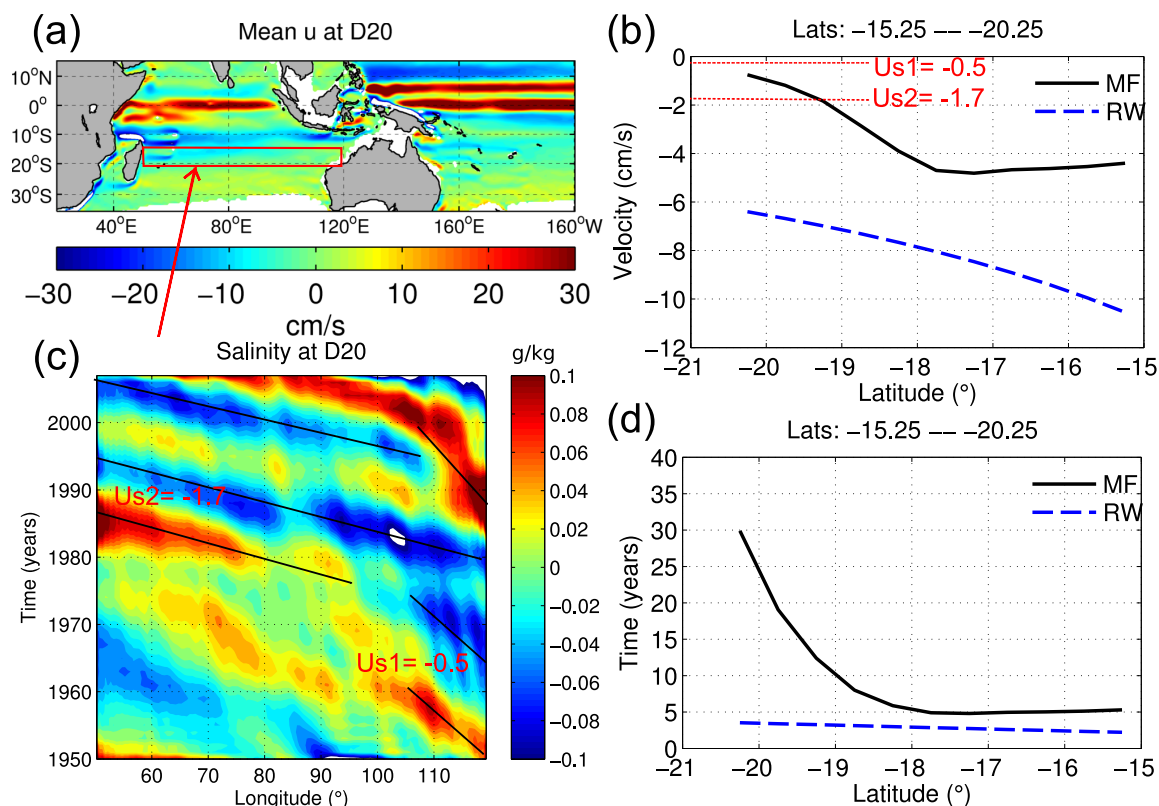 (a)
Mean u at D20
10°N
0°
10°S
20°S
30°S
40°E 80°E 120°E 160°E 160°W
−30 −20 −10 0 10 20 30
cm/s
(b)
Lats: −15.25 −− −20.25
Us1= -0.5
Us2= -1.7
MF
RW
Velocity (cm/s)
0
−2
−4
−6
−8
−10
−12
−21 −20 −19 −18 −17 −16 −15
Latitude (°)
(c)
Salinity at D20
g/kg
Time (years)
2000
1990
1980
1970
1960
1950
Us2= -1.7
Us1= -0.5
60 70 80 90 100 110
Longitude (°)
0.1
0.08
0.06
0.04
0.02
0
−0.02
−0.04
−0.06
−0.08
−0.1
(d)
Lats: −15.25 −− −20.25
MF
RW
Time (years)
40
35
30
25
20
15
10
5
0
−21 −20 −19 −18 −17 −16 −15
Latitude (°)